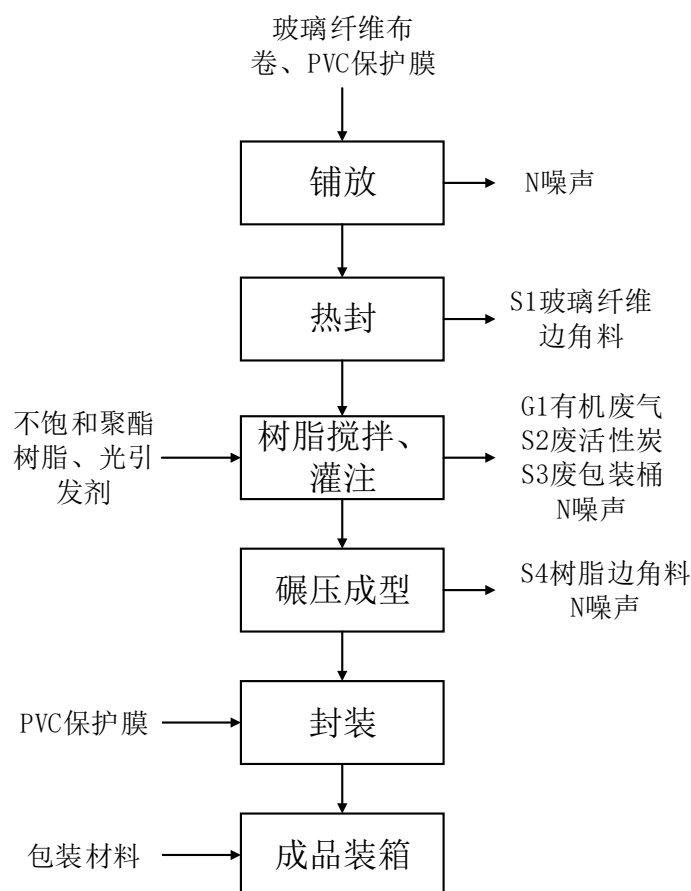 玻璃纤维布
卷、PVC保护膜
铺放
N噪声
热封
S1玻璃纤维
边角料
不饱和聚酯
树脂、光引
发剂
树脂搅拌、
灌注
G1有机废气
S2废活性炭
S3废包装桶
N噪声
碾压成型
S4树脂边角料
N噪声
PVC保护膜
封装
包装材料
成品装箱